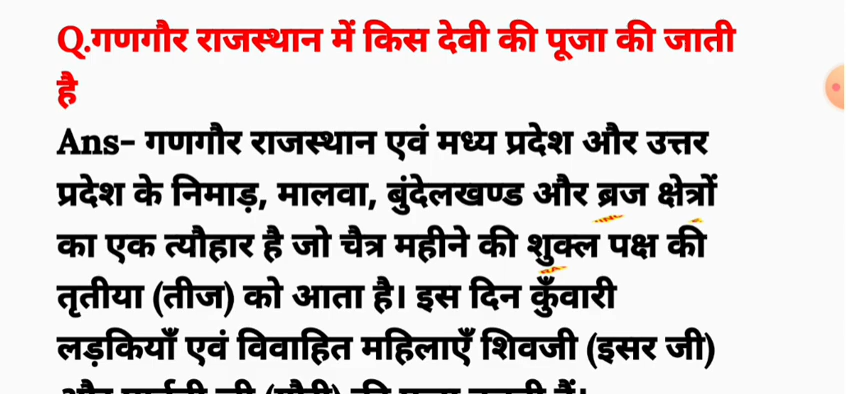 Q.गणगौर राजस्थान में किस देवी की पूजा की जाती
है
Ans- गणगौर राजस्थान एवं मध्य प्रदेश और उत्तर
प्रदेश के निमाड़, मालवा, बुंदेलखण्ड और ब्रज क्षेत्रों
का एक त्यौहार है जो चैत्र महीने की शुक्ल पक्ष की
तृतीया (तीज) को आता है। इस दिन कुँवारी
लड़कियाँ एवं विवाहित महिलाएँ शिवजी (इसर जी)